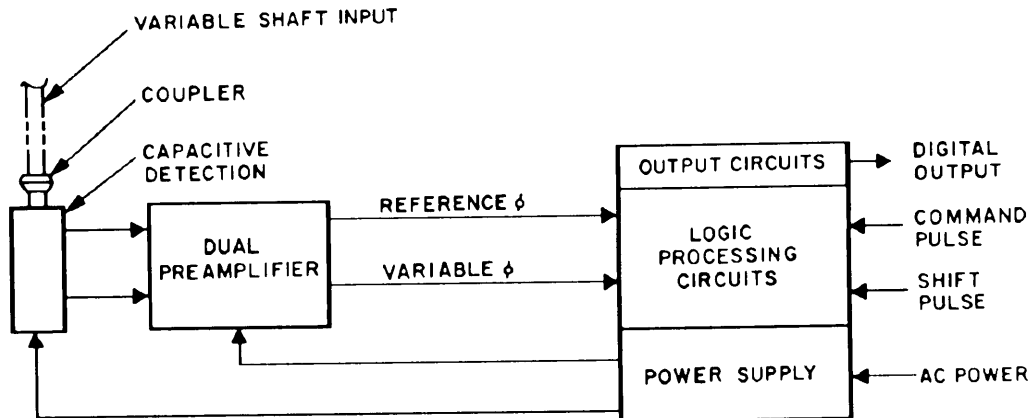 VARIABLE SHAFT INPUT
COUPLER
CAPACITIVE
DETECTION
DUAL
PREAMPLIFIER
REFERENCE ϕ
VARIABLE ϕ
OUTPUT CIRCUITS
LOGIC
PROCESSING
CIRCUITS
POWER SUPPLY
DIGITAL
OUTPUT
COMMAND
PULSE
SHIFT
PULSE
AC POWER